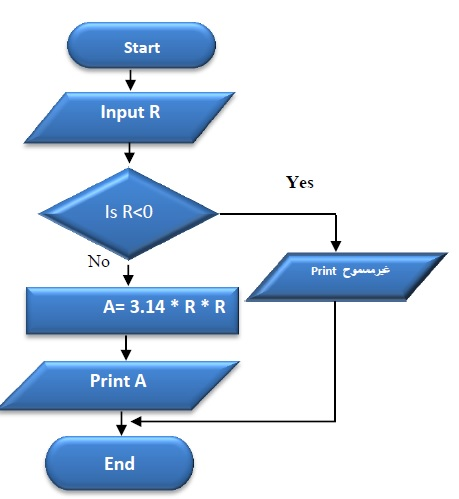 Start
Input R
Is R<0
Yes
No
Print غيرمسموح
A= 3.14 * R * R
Print A
End